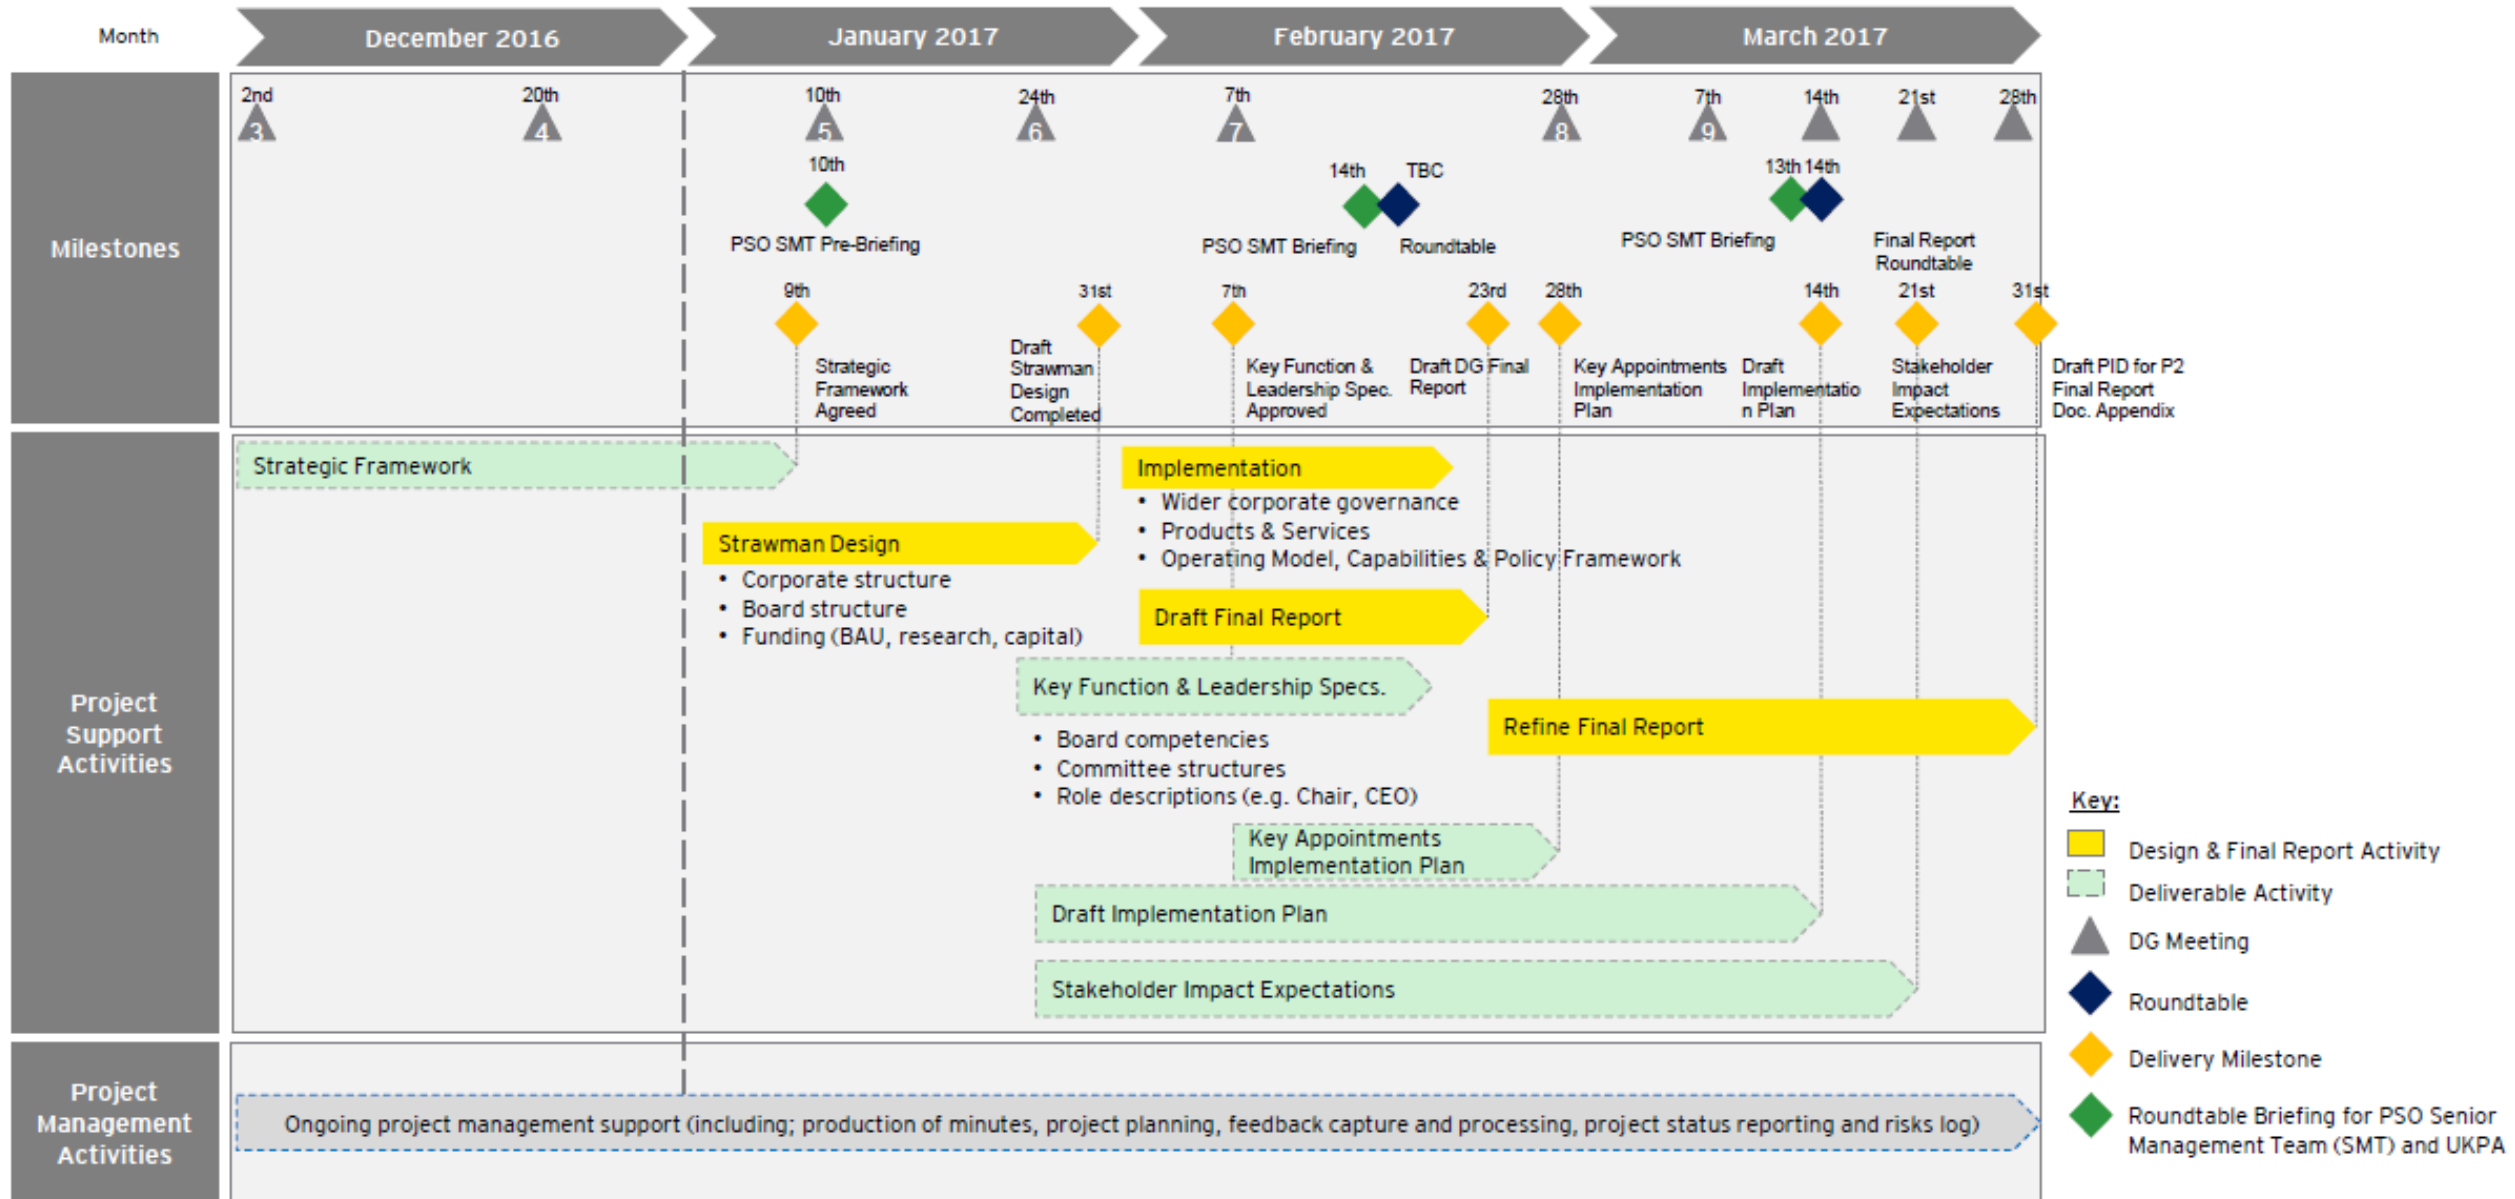 Month
December 2016
January 2017
February 2017
March 2017
Milestones
2nd
20th
10th
24th
7th
28th
7th
14th
21st
28th
3
4
5
6
7
8
9
10th
14th
TBC
13th 14th
PSO SMT Pre-Briefing
PSO SMT Briefing
Roundtable
PSO SMT Briefing
Final Report
Roundtable
9th
31st
7th
23rd
28th
14th
21st
31st
Strategic
Framework
Agreed
Draft
Strawman
Design
Completed
Key Function &
Leadership Spec.
Approved
Draft DG Final
Report
Key Appointments
Implementation
Plan
Draft
Implementatio
n Plan
Stakeholder
Impact
Expectations
Draft PID for P2
Final Report
Doc. Appendix
Project
Support
Activities
Strategic Framework
Strawman Design
• Corporate structure
• Board structure
• Funding (BAU, research, capital)
Implementation
• Wider corporate governance
• Products & Services
• Operating Model, Capabilities & Policy Framework
Draft Final Report
Key Function & Leadership Specs.
• Board competencies
• Committee structures
• Role descriptions (e.g. Chair, CEO)
Refine Final Report
Key Appointments
Implementation Plan
Draft Implementation Plan
Stakeholder Impact Expectations
Project
Management
Activities
Ongoing project management support (including; production of minutes, project planning, feedback capture and processing, project status reporting and risks log)
Key:
Design & Final Report Activity
Deliverable Activity
DG Meeting
Roundtable
Delivery Milestone
Roundtable Briefing for PSO Senior
Management Team (SMT) and UKPA